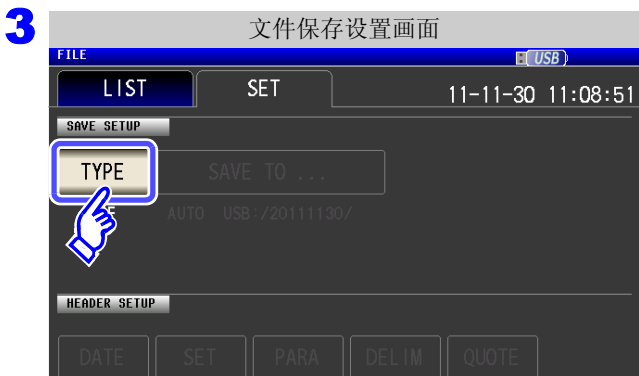 3
文件保存设置画面
FILE USB
LIST SET 11-11-30 11:08:51
SAVE SETUP
TYPE SAVE TO ...
AUTO USB:/20111130/
HEADER SETUP
DATE SET PARA DELIM QUOTE